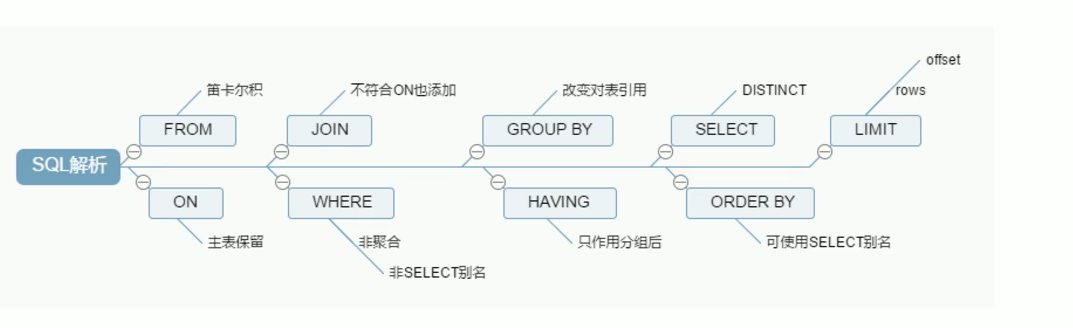 offset
笛卡尔积 不符合ON也添加 改变对表引用 DISTINCT rows
FROM JOIN GROUP BY SELECT LIMIT
SQL解析
ON WHERE HAVING ORDER BY
主表保留 非聚合 只作用分组后 可使用SELECT别名
非SELECT别名